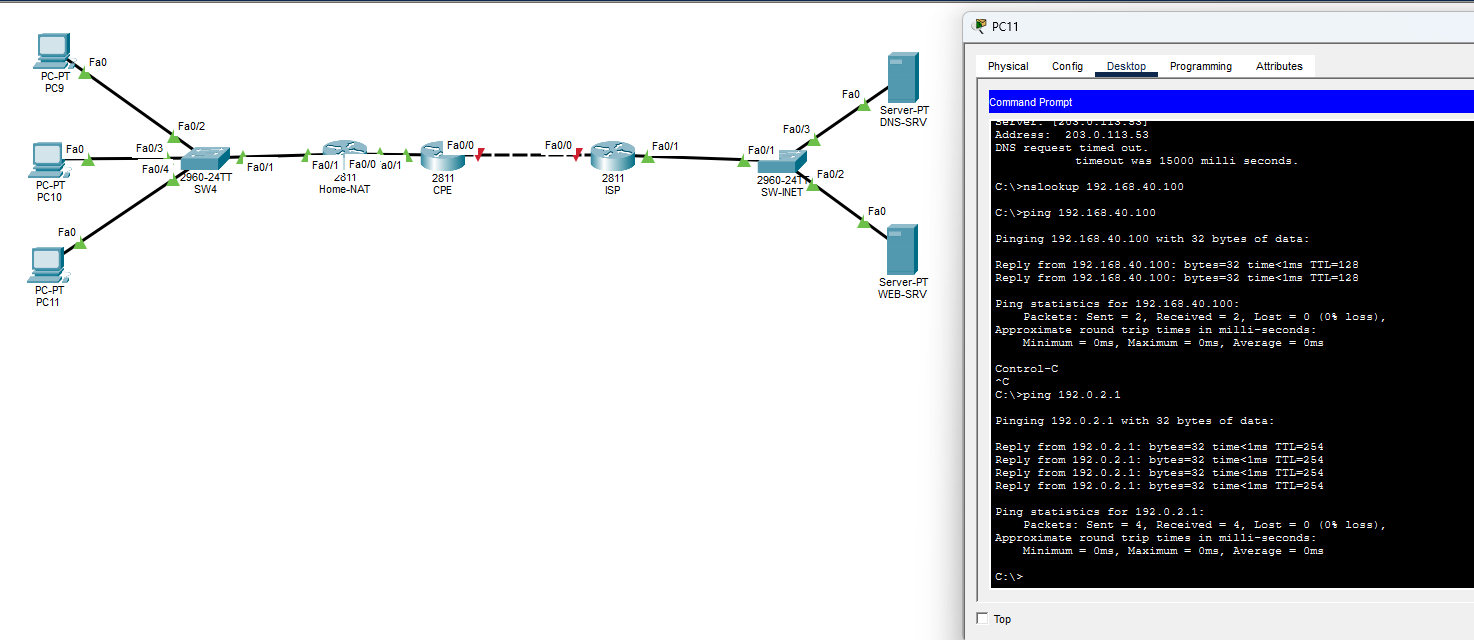 PC11
Physical Config Desktop Programming Attributes
Command Prompt
Server: [203.0.113.53]
Address: 203.0.113.53
DNS request timed out.
timeout was 15000 milli seconds.
C:\>nslookup 192.168.40.100
C:\>ping 192.168.40.100
Pinging 192.168.40.100 with 32 bytes of data:
Reply from 192.168.40.100: bytes=32 time<1ms TTL=128
Reply from 192.168.40.100: bytes=32 time<1ms TTL=128
Ping statistics for 192.168.40.100:
Packets: Sent = 2, Received = 2, Lost = 0 (0% loss),
Approximate round trip times in milli-seconds:
Minimum = 0ms, Maximum = 0ms, Average = 0ms
Control-C
^C
C:\>ping 192.0.2.1
Pinging 192.0.2.1 with 32 bytes of data:
Reply from 192.0.2.1: bytes=32 time<1ms TTL=254
Reply from 192.0.2.1: bytes=32 time<1ms TTL=254
Reply from 192.0.2.1: bytes=32 time<1ms TTL=254
Reply from 192.0.2.1: bytes=32 time<1ms TTL=254
Ping statistics for 192.0.2.1:
Packets: Sent = 4, Received = 4, Lost = 0 (0% loss),
Approximate round trip times in milli-seconds:
Minimum = 0ms, Maximum = 0ms, Average = 0ms
C:\>
Top
Fa0
PC-PT
PC9
Fa0
PC-PT
PC10
Fa0
PC-PT
PC11
Fa0/2
Fa0/3
Fa0/4
2960-24TT
SW4
Fa0/1
Fa0/1
Fa0/0
2811
Home-NAT
a0/1
Fa0/0
2811
CPE
Fa0/0
Fa0/1
2811
ISP
Fa0/1
Fa0/3
Fa0/2
2960-24TT
SW-INET
Fa0
Server-PT
DNS-SRV
Fa0
Server-PT
WEB-SRV